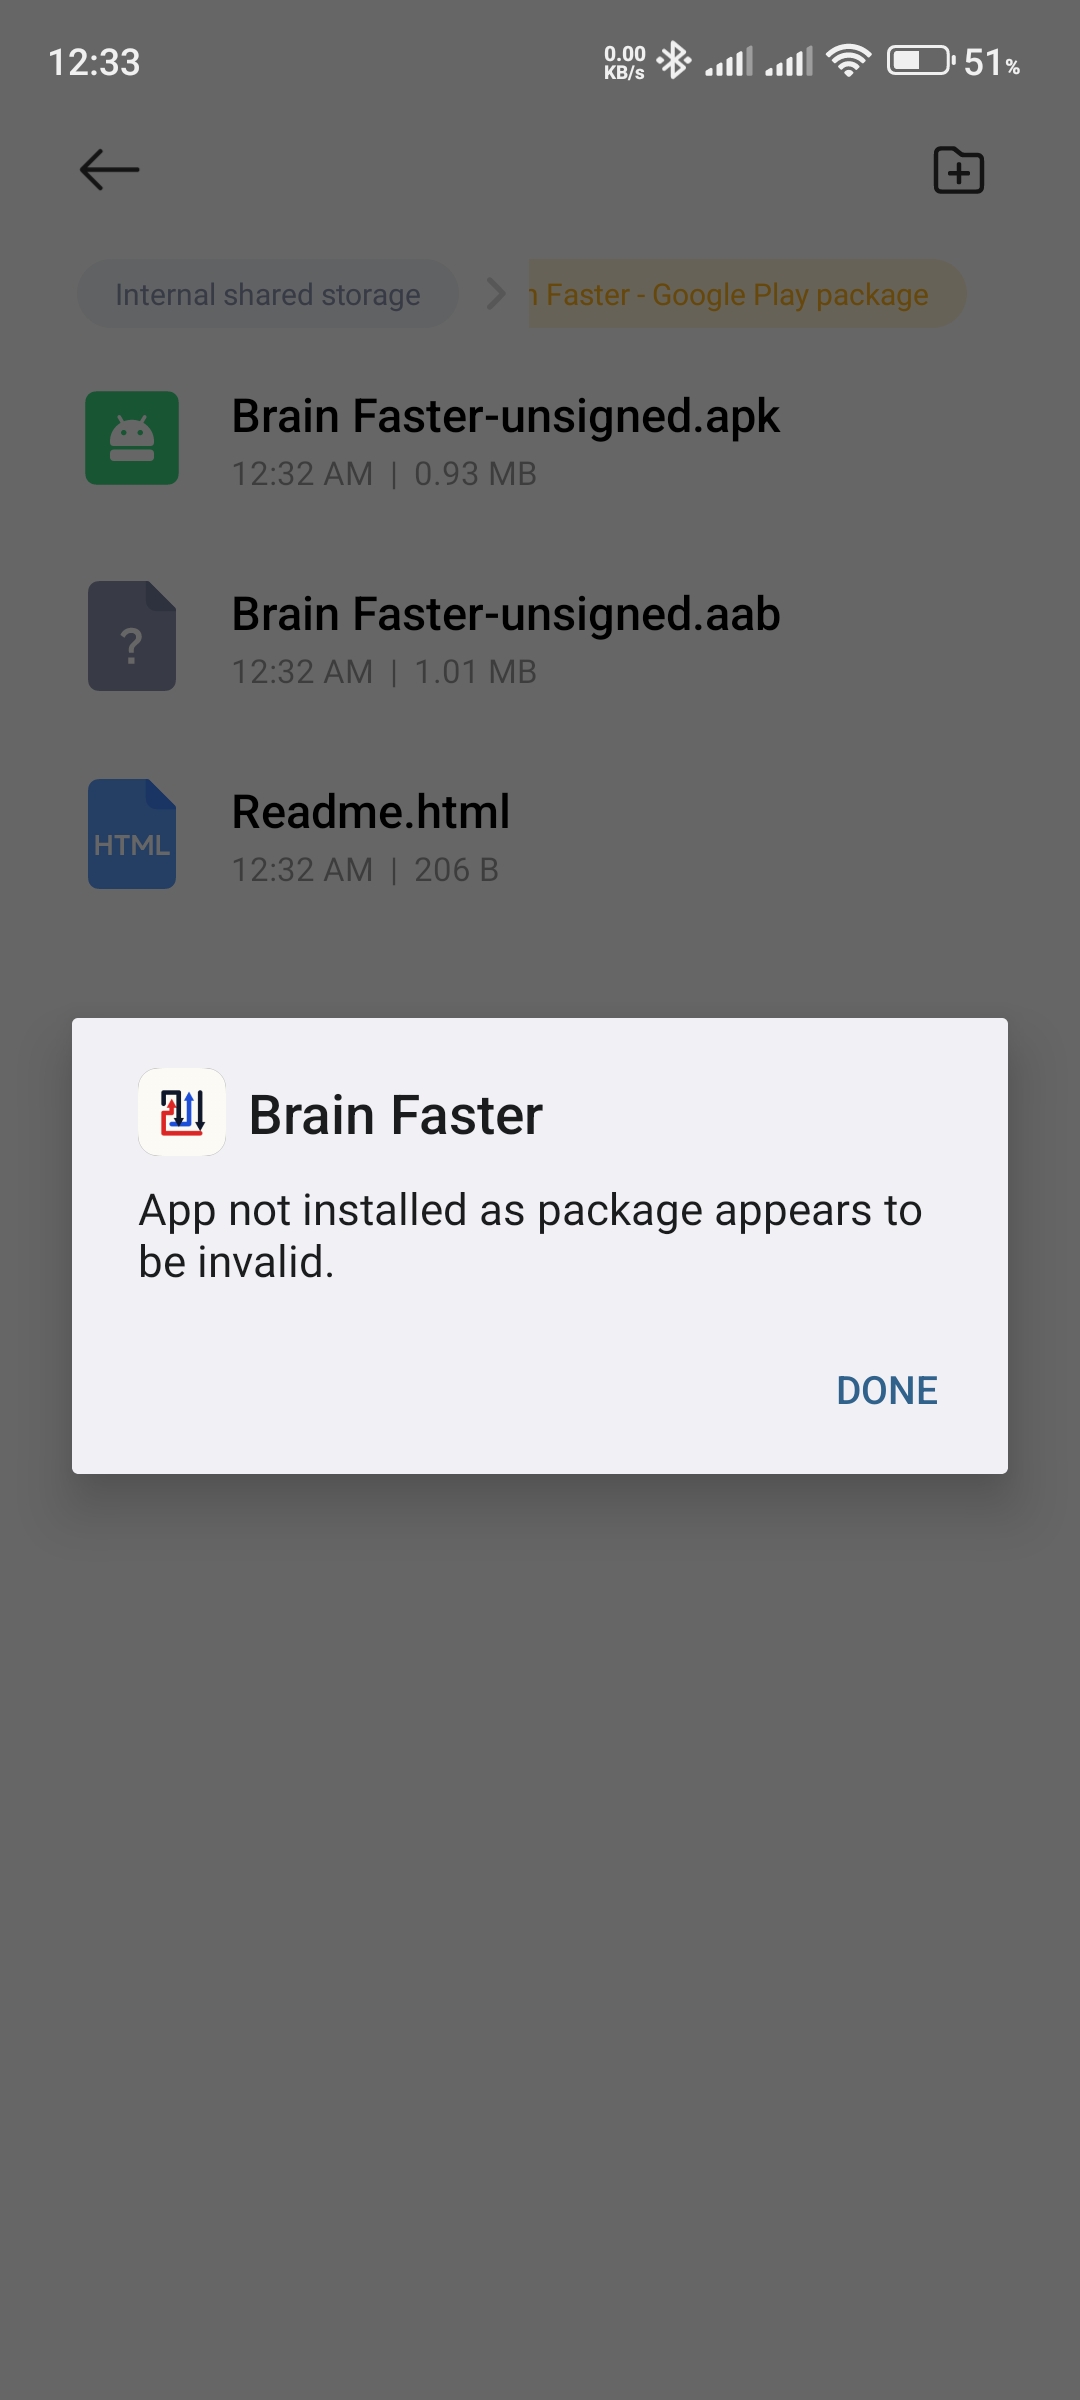 12:33
0.00
KB/s
51%
Internal shared storage
n Faster - Google Play package
Brain Faster-unsigned.apk
12:32 AM | 0.93 MB
?
Brain Faster-unsigned.aab
12:32 AM | 1.01 MB
HTML
Readme.html
12:32 AM | 206 B
Brain Faster
App not installed as package appears to
be invalid.
DONE